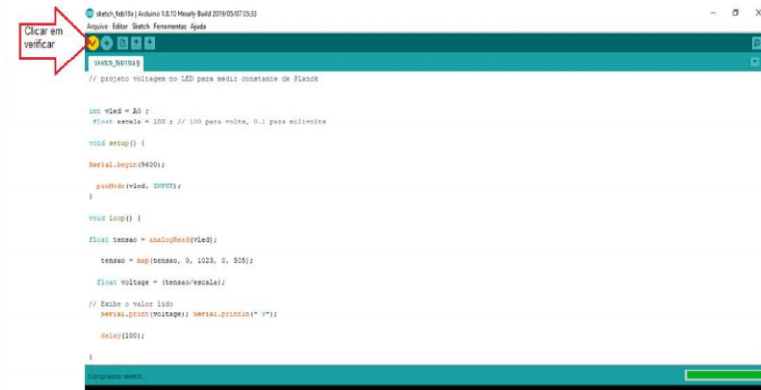 Clicar em
verificar
sketch_feb18a | Arduino 1.8.10 Hourly Build 2019/05/07 05:33
Arquivo Editar Sketch Ferramentas Ajuda
sketch_feb18a §
// projeto voltagem no LED para medir constante de Planck
int vled = A0 ;
float escala = 100 ; // 100 para volts, 0.1 para milivolts
void setup() {
Serial.begin(9600);
pinMode(vled, INPUT);
}
void loop() {
float tensao = analogRead(vled);
tensao = map(tensao, 0, 1023, 0, 505);
float voltage = (tensao/escala);
// Exibe o valor lido
Serial.print(voltage); Serial.println(" V");
delay(100);
}
Compilando sketch...